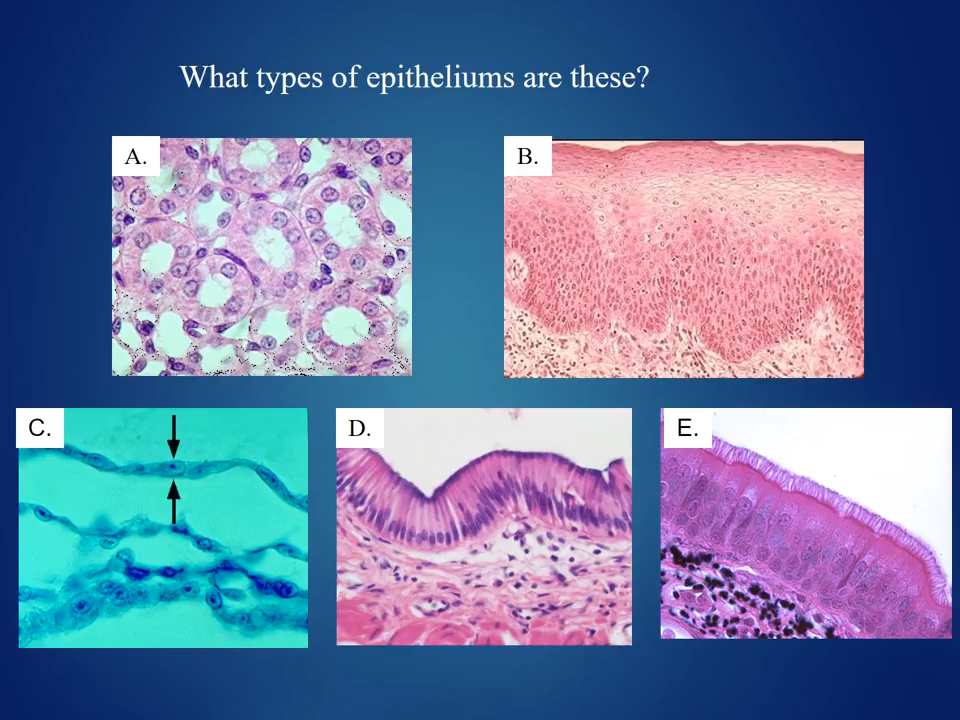 What types of epitheliums are these?
A.
B.
C.
D.
E.